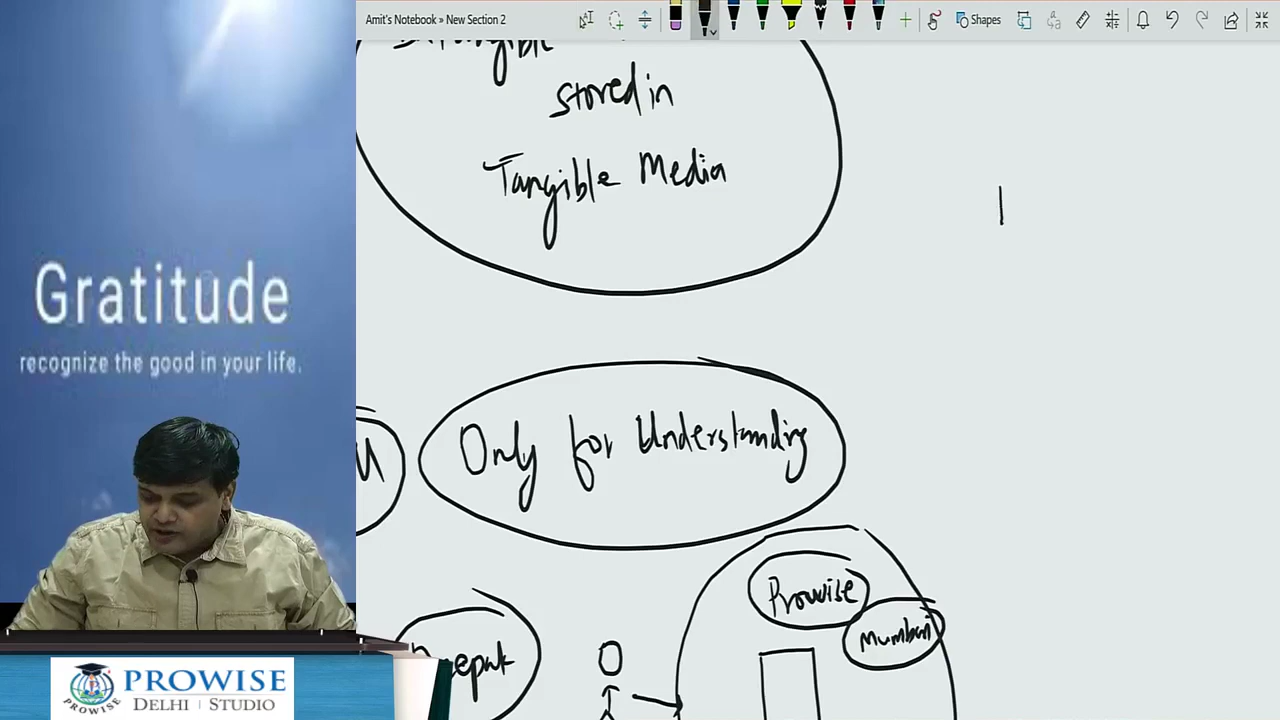 Amit's Notebook » New Section 2
Shapes
stored in
Tangible Media
Gratitude
recognize the good in your life.
Only for Understanding
Prowise
Mumbai
PROWISE
PROWISE
DELHI | STUDIO